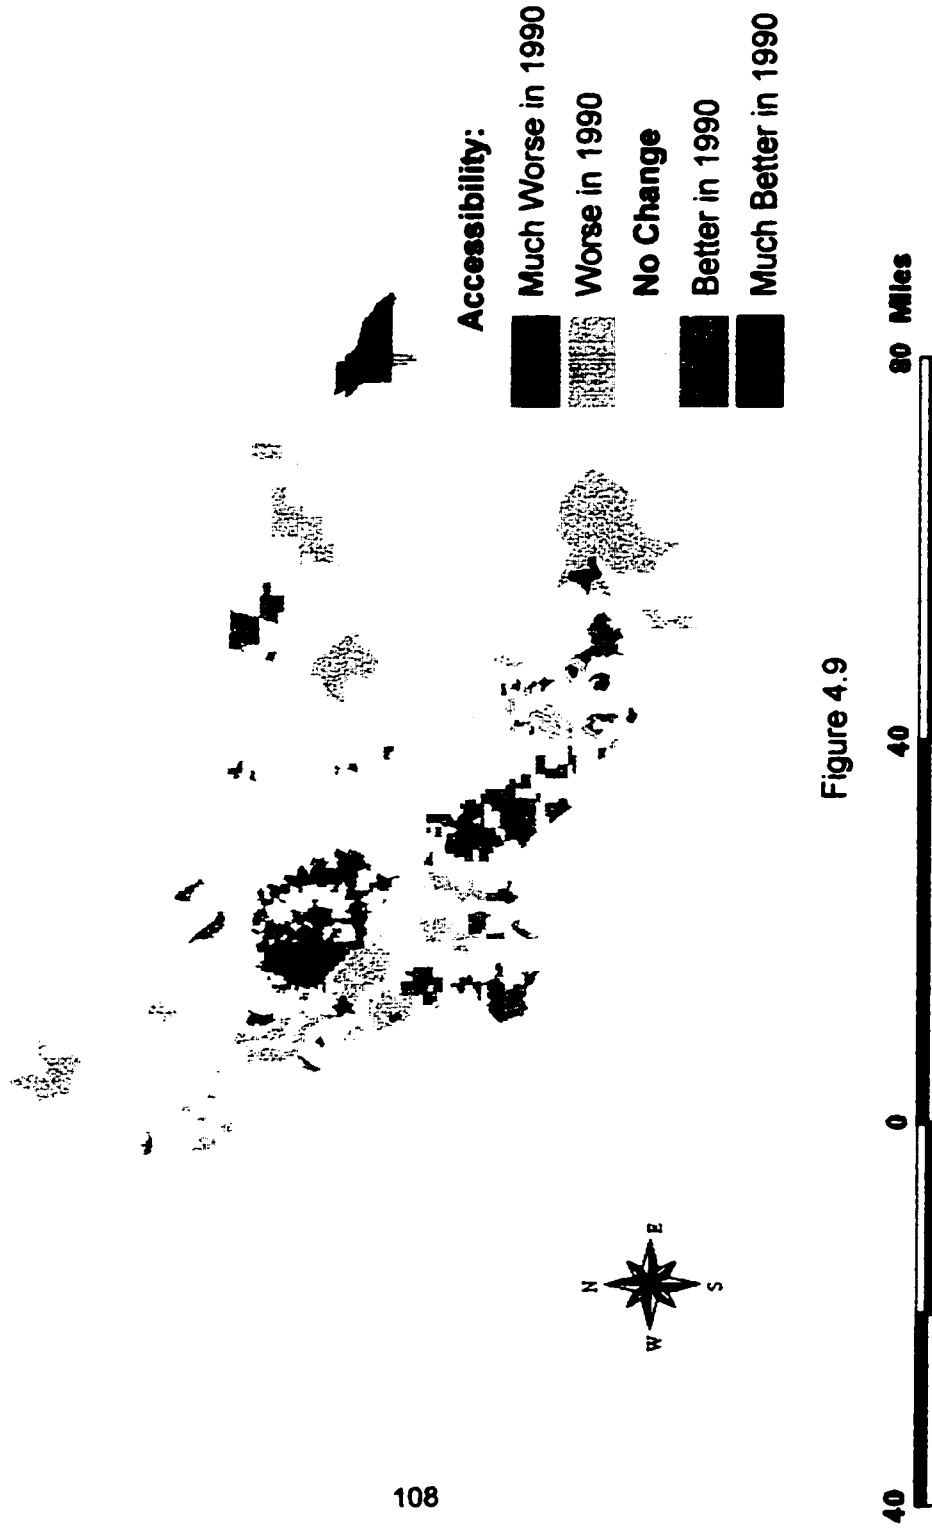 Accessibility:
Much Worse in 1990
Worse in 1990
No Change
Better in 1990
Much Better in 1990
N
W E
S
Figure 4.9
40 0 40 80 Miles
108